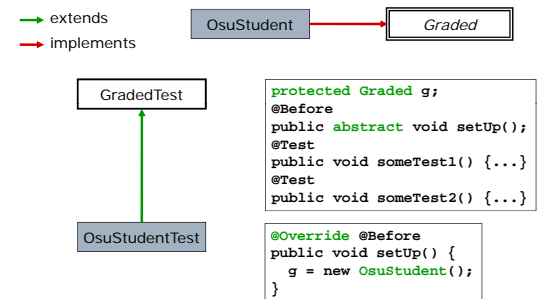 extends
implements
OsuStudent
Graded
GradedTest
protected Graded g;
@Before
public abstract void setUp();
@Test
public void someTest1() {...}
@Test
public void someTest2() {...}
OsuStudentTest
@Override @Before
public void setUp() {
  g = new OsuStudent();
}